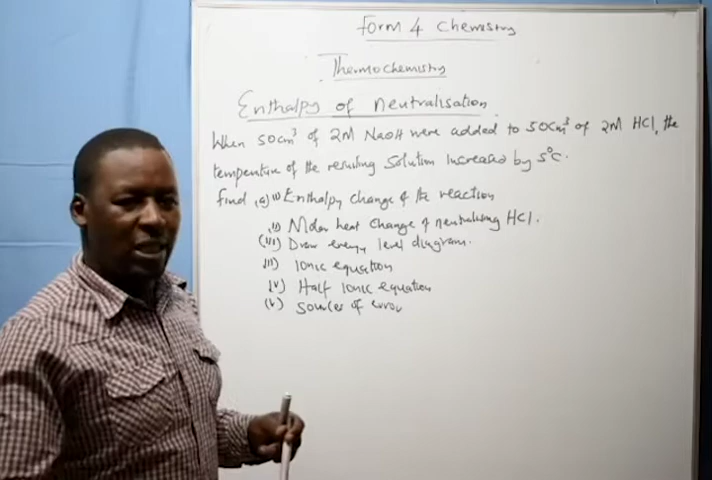 Form 4 Chemistry
Thermochemistry
Enthalpy of neutralisation
When 50cm³ of 2M NaOH were added to 50cm³ of 2M HCl, the
temperature of the resulting solution increased by 5°C.
find (a) (i) Enthalpy change of the reaction
(ii) Molar heat change of neutralising HCl.
(iii) Draw energy level diagram.
(iii) Ionic equation
(v) Half ionic equation
(v) Sources of error